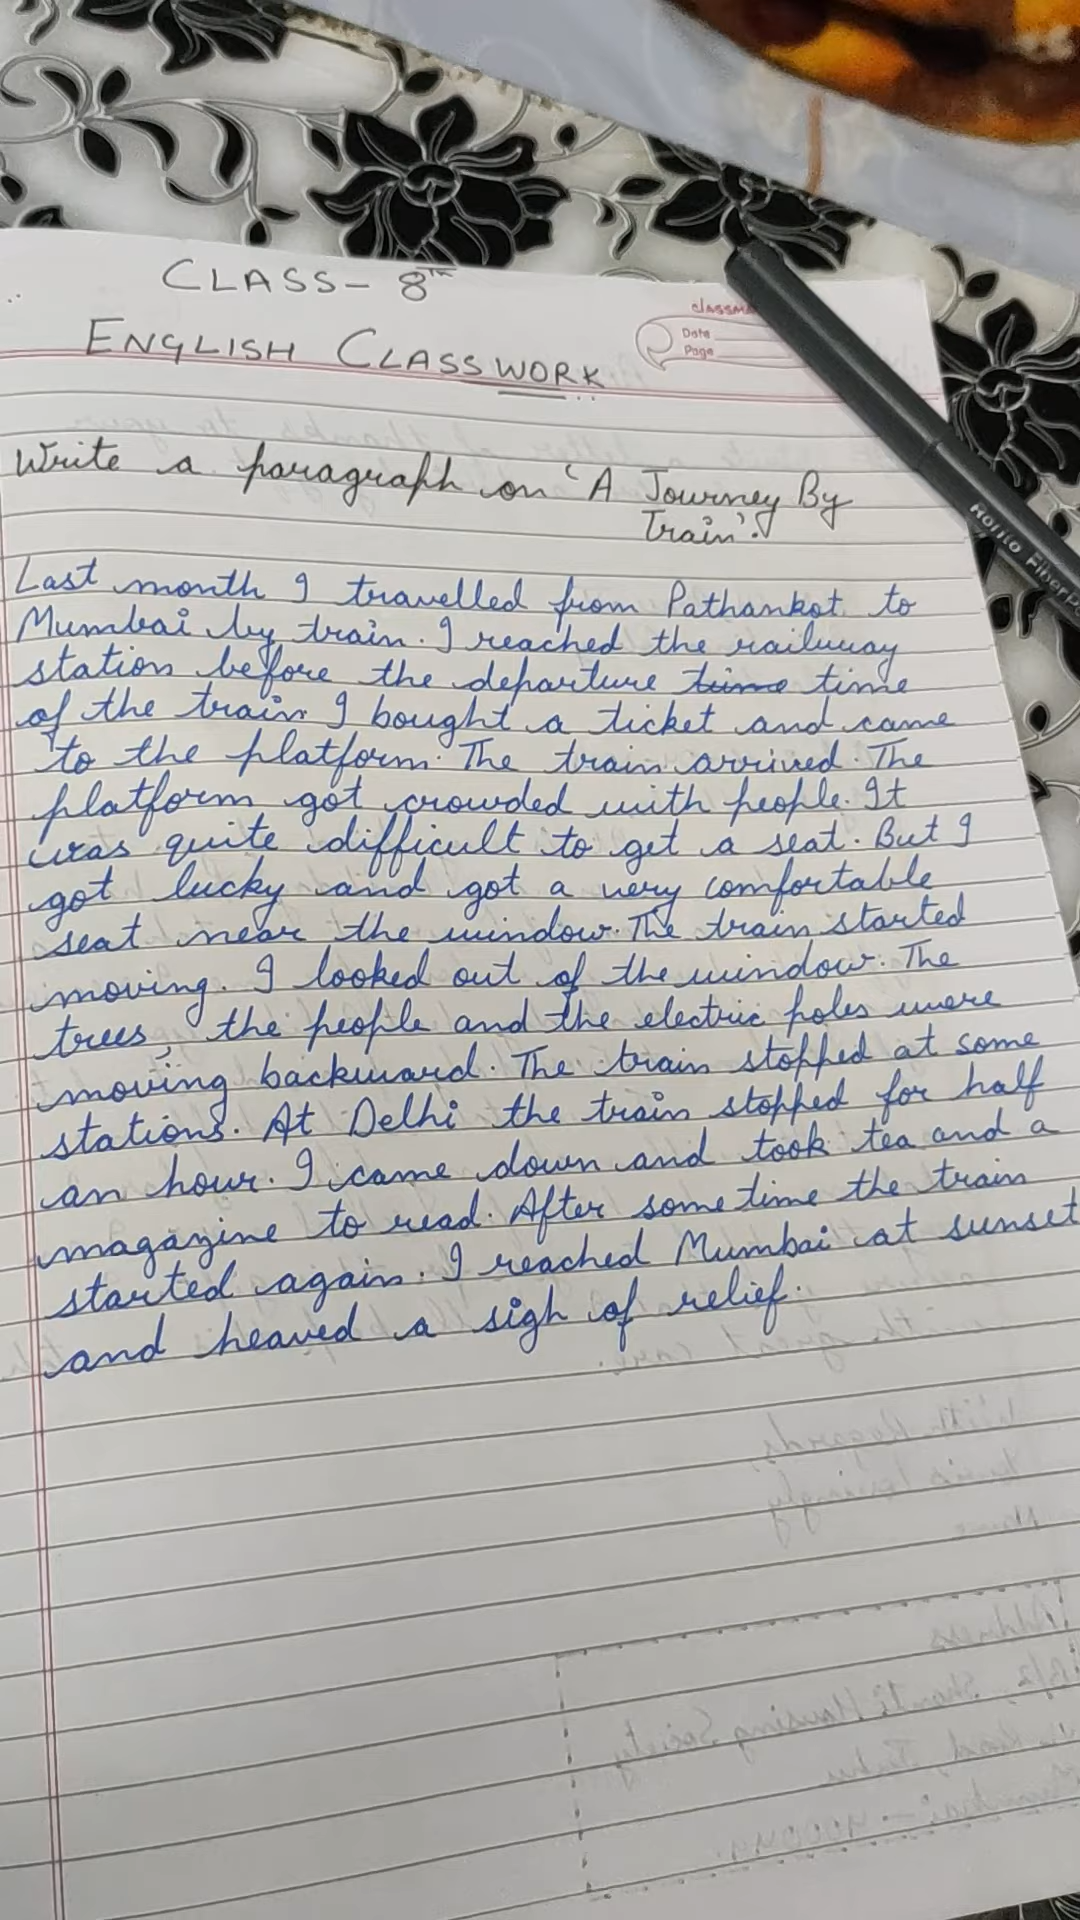 CLASS- 8TH
ENGLISH CLASSWORK
classma
Date
Page
Write a paragraph on 'A Journey By
Train'.
Last month I travelled from Pathankot to
Mumbai by train. I reached the railway
station before the departure time time
of the train. I bought a ticket and came
to the platform. The train arrived. The
platform got crowded with people. It
was quite difficult to get a seat. But I
got lucky and got a very comfortable
seat near the window. The train started
moving. I looked out of the window. The
trees, the people and the electric poles were
moving backward. The train stopped at some
stations. At Delhi the train stopped for half
an hour. I came down and took tea and a
magazine to read. After sometime the train
started again. I reached Mumbai at sunset
and heaved a sigh of relief.
Rorito FiberP